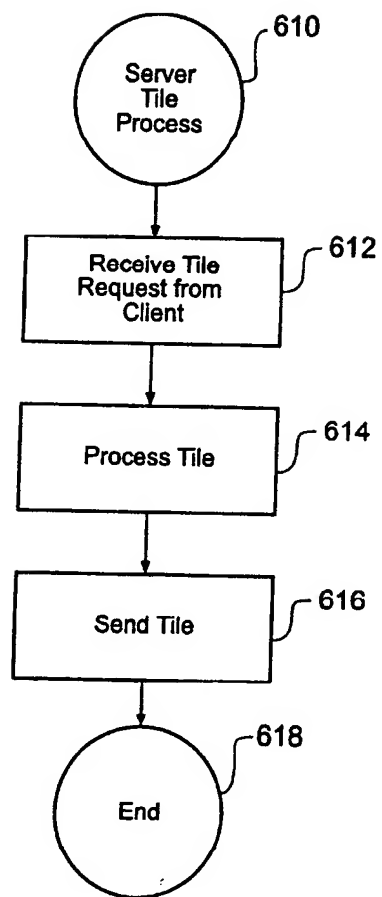 610
Server
Tile
Process
612
Receive Tile
Request from
Client
614
Process Tile
616
Send Tile
618
End